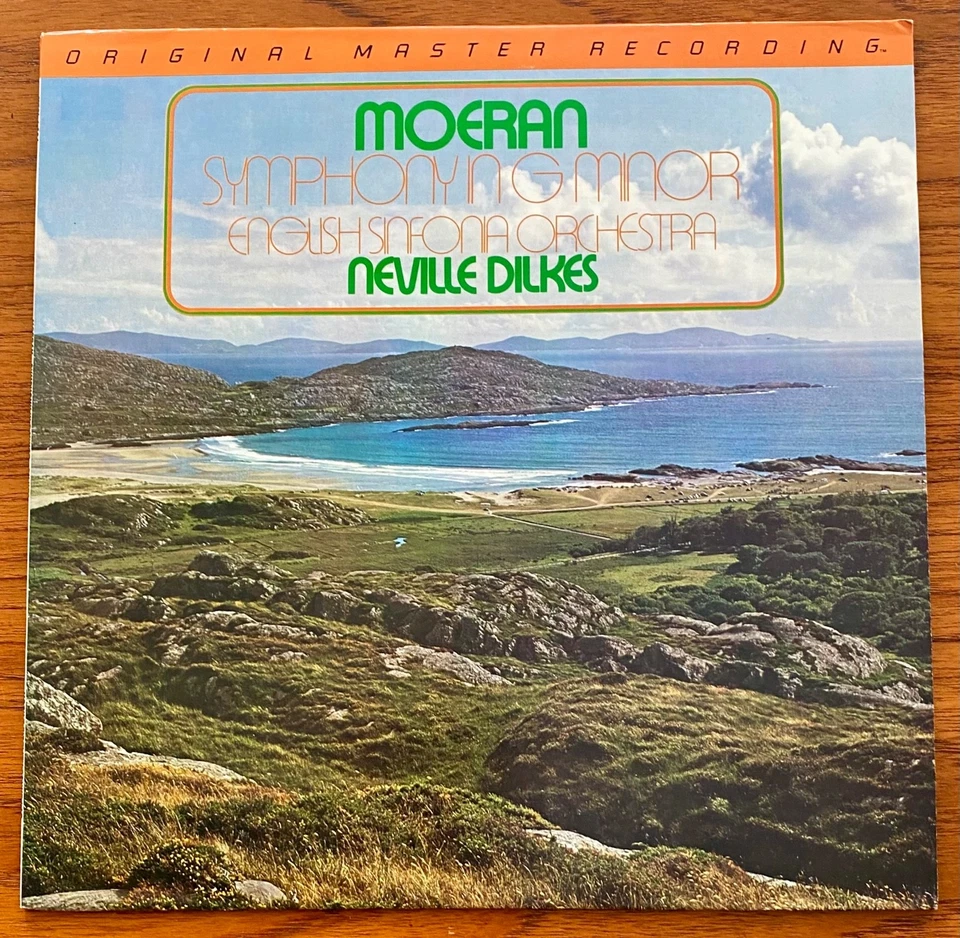 ORIGINAL MASTER RECORDING™
MOERAN
SYMPHONY IN G MINOR
ENGLISH SINFONIA ORCHESTRA
NEVILLE DILKES